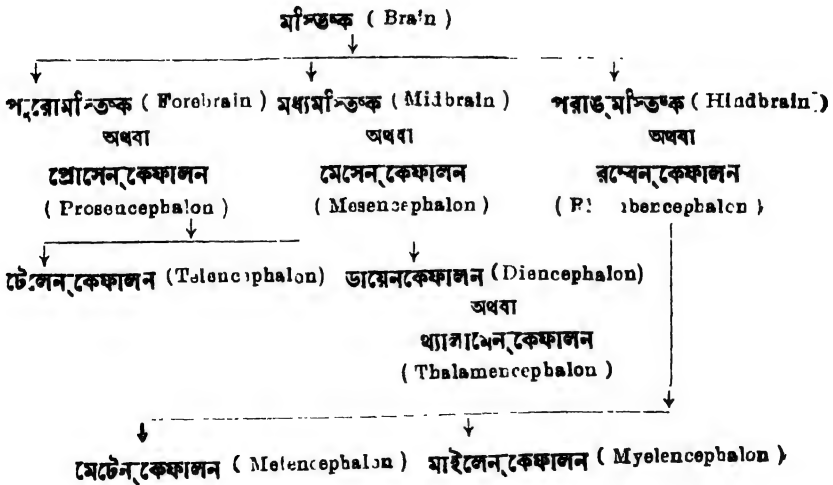 মস্তিষ্ক ( Brain )
পুরোমস্তিষ্ক ( Forebrain ) মধ্যমস্তিষ্ক ( Midbrain ) পরাঙ্মস্তিষ্ক ( Hindbrain )
অথবা অথবা অথবা
প্রোসেন্‌কেফালন মেসেন্‌কেফালন রম্বেন্‌কেফালন
( Prosencephalon ) ( Mesencephalon )
টেলেন্‌কেফালন (Telencephalon) ডায়েনকেফালন (Diencephalon)
অথবা
থ্যালামেন্‌কেফালন
( Thalamencephalon )
মেটেন্‌কেফালন ( Metencephalon ) মাইলেন্‌কেফালন ( Myelencephalon )